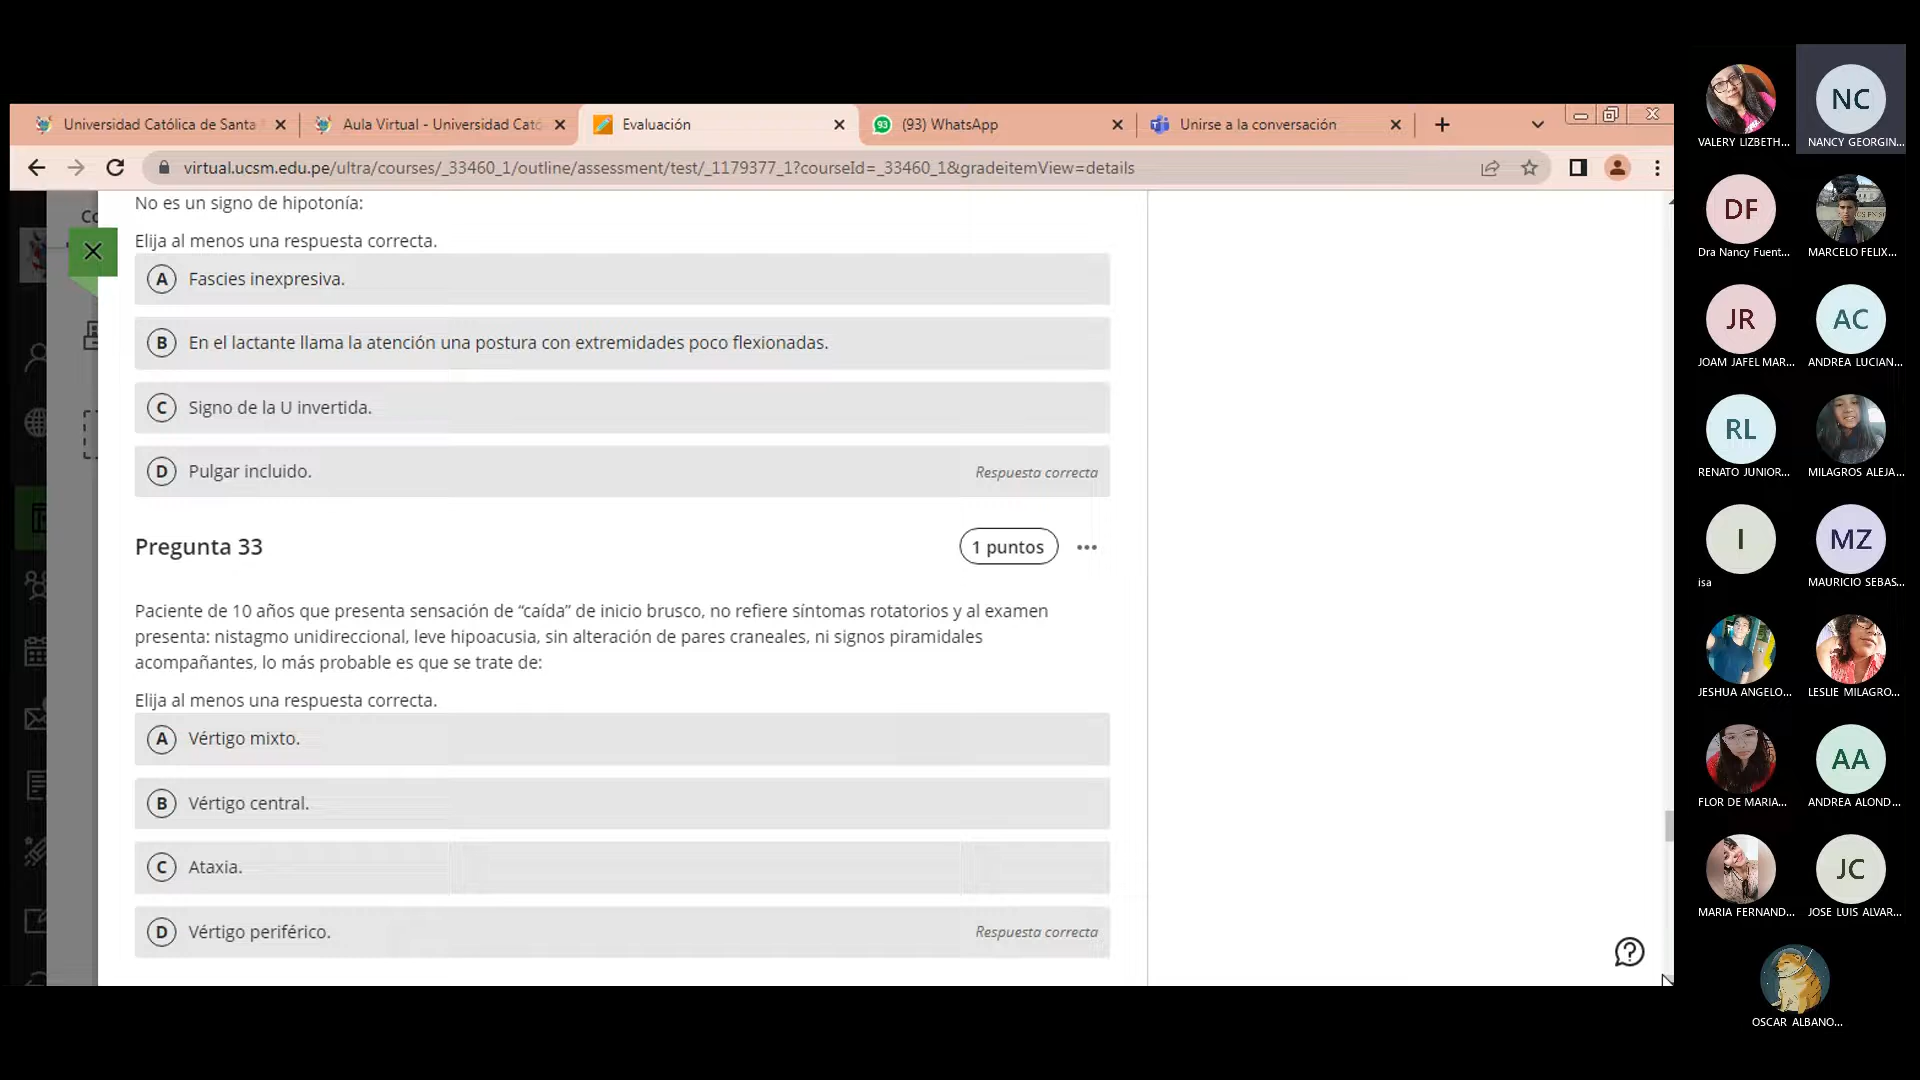 Universidad Católica de Santa
Aula Virtual - Universidad Cató
Evaluación
93
(93) WhatsApp
Unirse a la conversación
virtual.ucsm.edu.pe/ultra/courses/_33460_1/outline/assessment/test/_1179377_1?courseId=_33460_1&gradeitemView=details
No es un signo de hipotonía:
Elija al menos una respuesta correcta.
A Fascies inexpresiva.
B En el lactante llama la atención una postura con extremidades poco flexionadas.
C Signo de la U invertida.
D Pulgar incluido. Respuesta correcta
Pregunta 33
1 puntos
Paciente de 10 años que presenta sensación de “caída” de inicio brusco, no refiere síntomas rotatorios y al examen
presenta: nistagmo unidireccional, leve hipoacusia, sin alteración de pares craneales, ni signos piramidales
acompañantes, lo más probable es que se trate de:
Elija al menos una respuesta correcta.
A Vértigo mixto.
B Vértigo central.
C Ataxia.
D Vértigo periférico. Respuesta correcta
VALERY LIZBETH...
NC
NANCY GEORGIN...
DF
Dra Nancy Fuent...
MARCELO FELIX...
JR
JOAM JAFEL MAR...
AC
ANDREA LUCIAN...
RL
RENATO JUNIOR...
MILAGROS ALEJA...
I
isa
MZ
MAURICIO SEBAS...
JESHUA ANGELO...
LESLIE MILAGRO...
FLOR DE MARIA...
AA
ANDREA ALOND...
MARIA FERNAND...
JC
JOSE LUIS ALVAR...
OSCAR ALBANO...